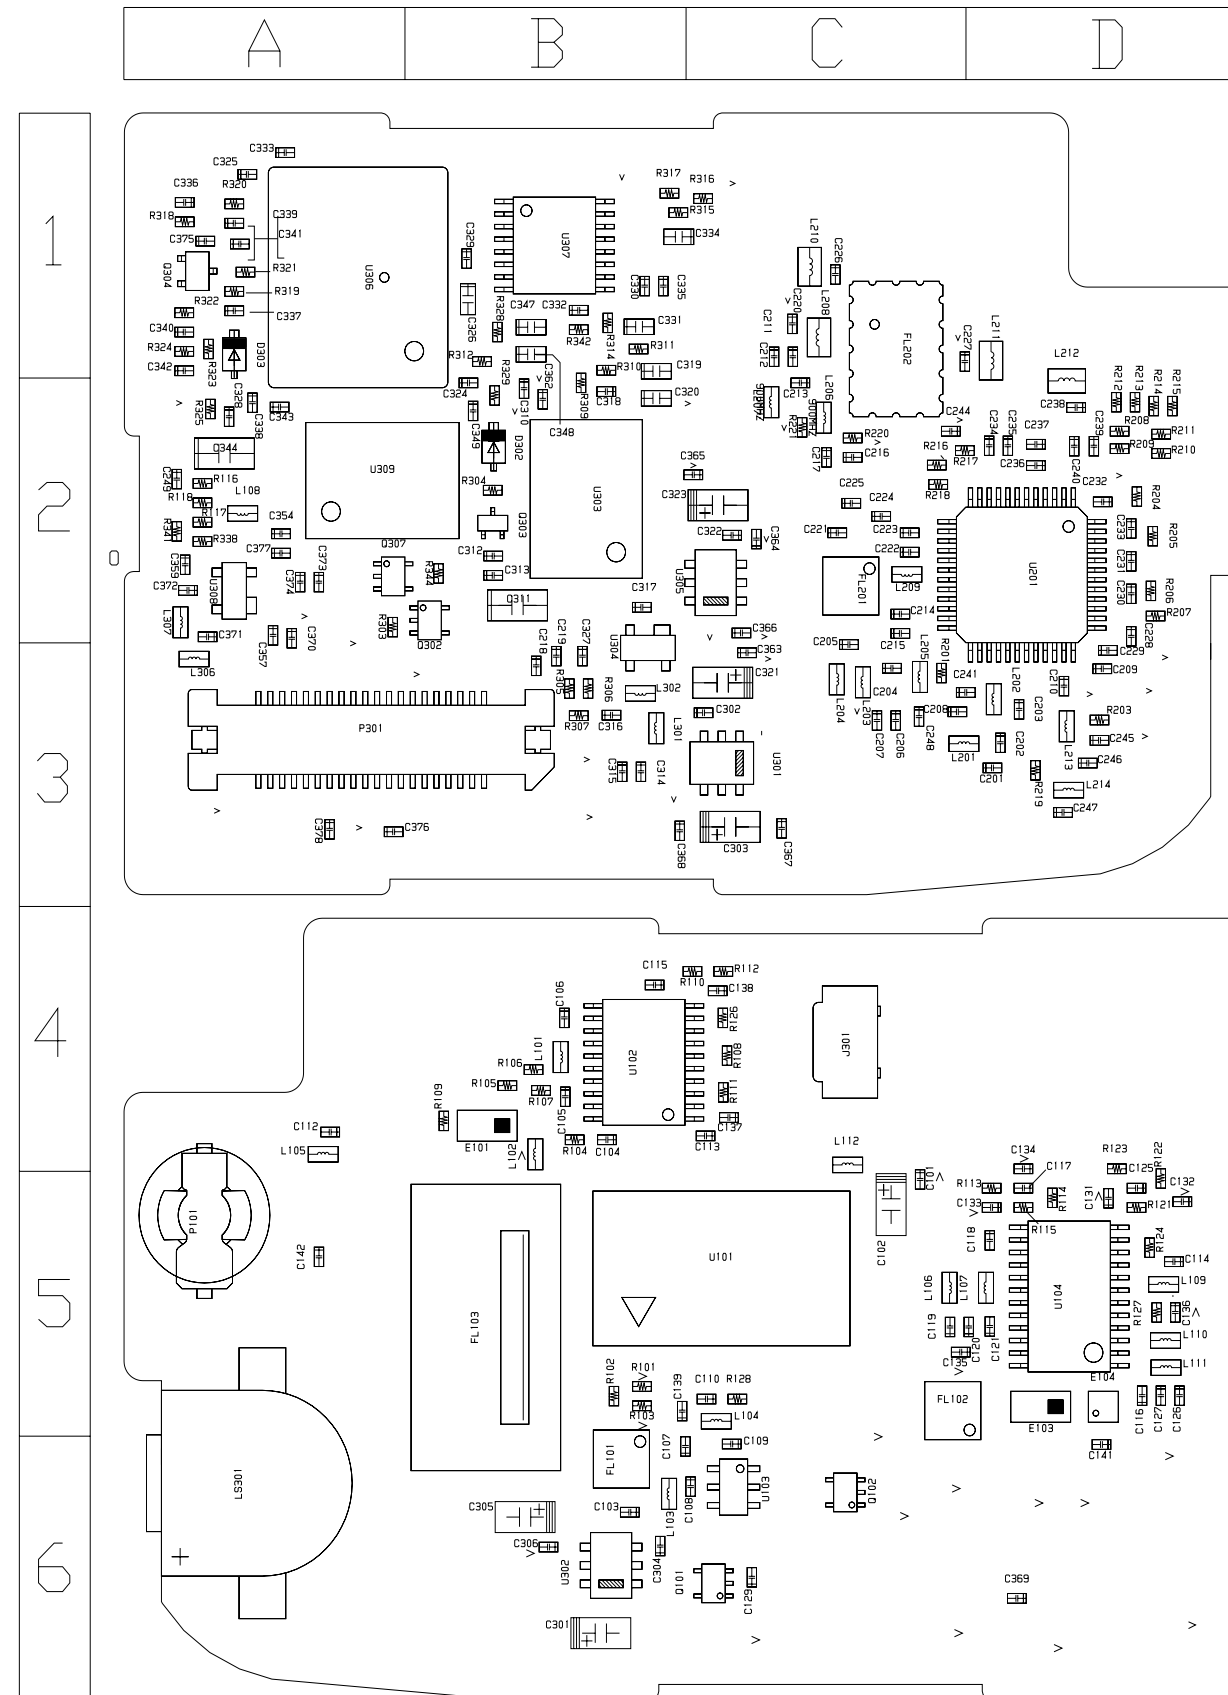 A B C D
1
C333
C325
C336 R320
R317 R316
R318 C339 R315
C375 C341 C329 U307 C334 L210 C226
Q304 R321 U306
R322 R319 C330 C335 C220 L208
C337 R328 C347 C332 C326
C340 C331 C211 FL202 C227 L211
R324 D303 R342 R314
R323 R312 R311 C212 L212
C342 R329 C362 R310 C319
C328 C324 C318 C320 C213 L206 R212 R213 R214 R215
R325 C338 C343 C349 C310 R309 C348 C244 C238
2
C344 D302 R221 R220 C234 C235 C237 C239 R208 R211
C217 C216 R216 R217 R209 R210
C249 R116 U309 C365 C236 C240
R118 L108 R304 U303 C323 C225 R218 C232 R204
R117 Q303 C224
R341 C354 C322 C364 C221 C223 C233 R205
R338 Q307 C312 C222
C377 C231
C359 C373 R344 C313 U305 FL201 L209 U201
C372 U308 C374 C230 R206
C317
L307 Q302 C311 C214 R207
C371 R303 C366
C357 C370 C218 C219 C327 U304 C205 C215 C228
C363 C229
3
L306 R305 R306 C321 L205 R201 C209
L302 C204 C241 L202 C210
P301 R307 C316 L301 C302 L204 L203 C208 C203 R203
C207 C206 C248 C245
U301 L201 C202 L213 C246
C315 C314 C201 R219 L214
C247
C378 C376 C368 C303 C367
4
C115 R112
R110 C138
C106 R126
L101 U102 J301
R106 R108
R105
R109 R107 C105 R111
C112 C137
E101 C113
L105 L102 R104 C104 L112
C134 R123 R122
5
C101 R113 C117 C125
P101 R114 C131 C132
C133 R121
C102 C118 R115
C142 U101 R124 C114
L106 L107 U104 L109
FL103 R127 C136
C119 C120 C121 L110
C135 L111
R102 R101 C139 C110 R128 E104
R103 L104 FL102 C116 C127 C126
E103
C107 C109 C141
FL101
6
LS301 U103 Q102
C305 C103 L103 C108
C306 U302 C304
Q101 C129 C369
C301